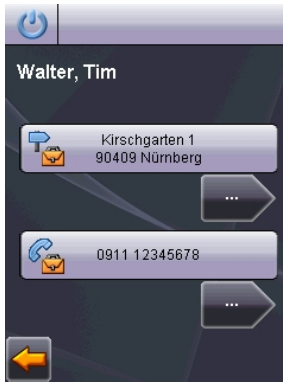 Walter, Tim
Kirschgarten 1
90409 Nürnberg
...
0911 12345678
...